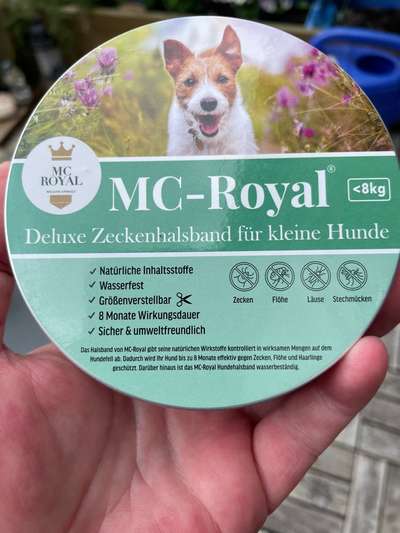 MC
ROYAL
MC-Royal®
<8kg
Deluxe Zeckenhalsband für kleine Hunde
✓ Natürliche Inhaltsstoffe
✓ Wasserfest
✓ Größenverstellbar
✓ 8 Monate Wirkungsdauer
✓ Sicher & umweltfreundlich
Zecken Flöhe Läuse Stechmücken
Das Halsband von MC-Royal gibt seine natürlichen Wirkstoffe kontrolliert in wirksamen Mengen auf dem
Hundefell ab. Dadurch wird Ihr Hund bis zu 8 Monate effektiv gegen Zecken, Flöhe und Haarlinge
geschützt. Darüber hinaus ist das MC-Royal Hundehalsband wasserbeständig.